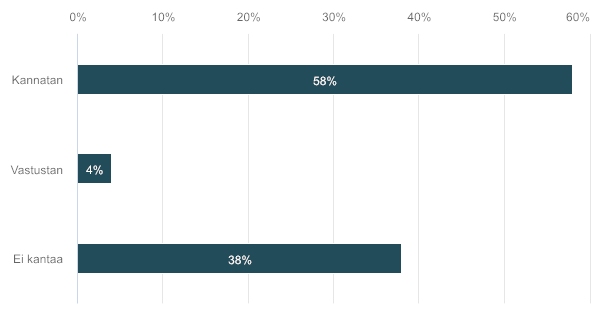 0% 10% 20% 30% 40% 50% 60%
Kannatan 58%
Vastustan 4%
Ei kantaa 38%